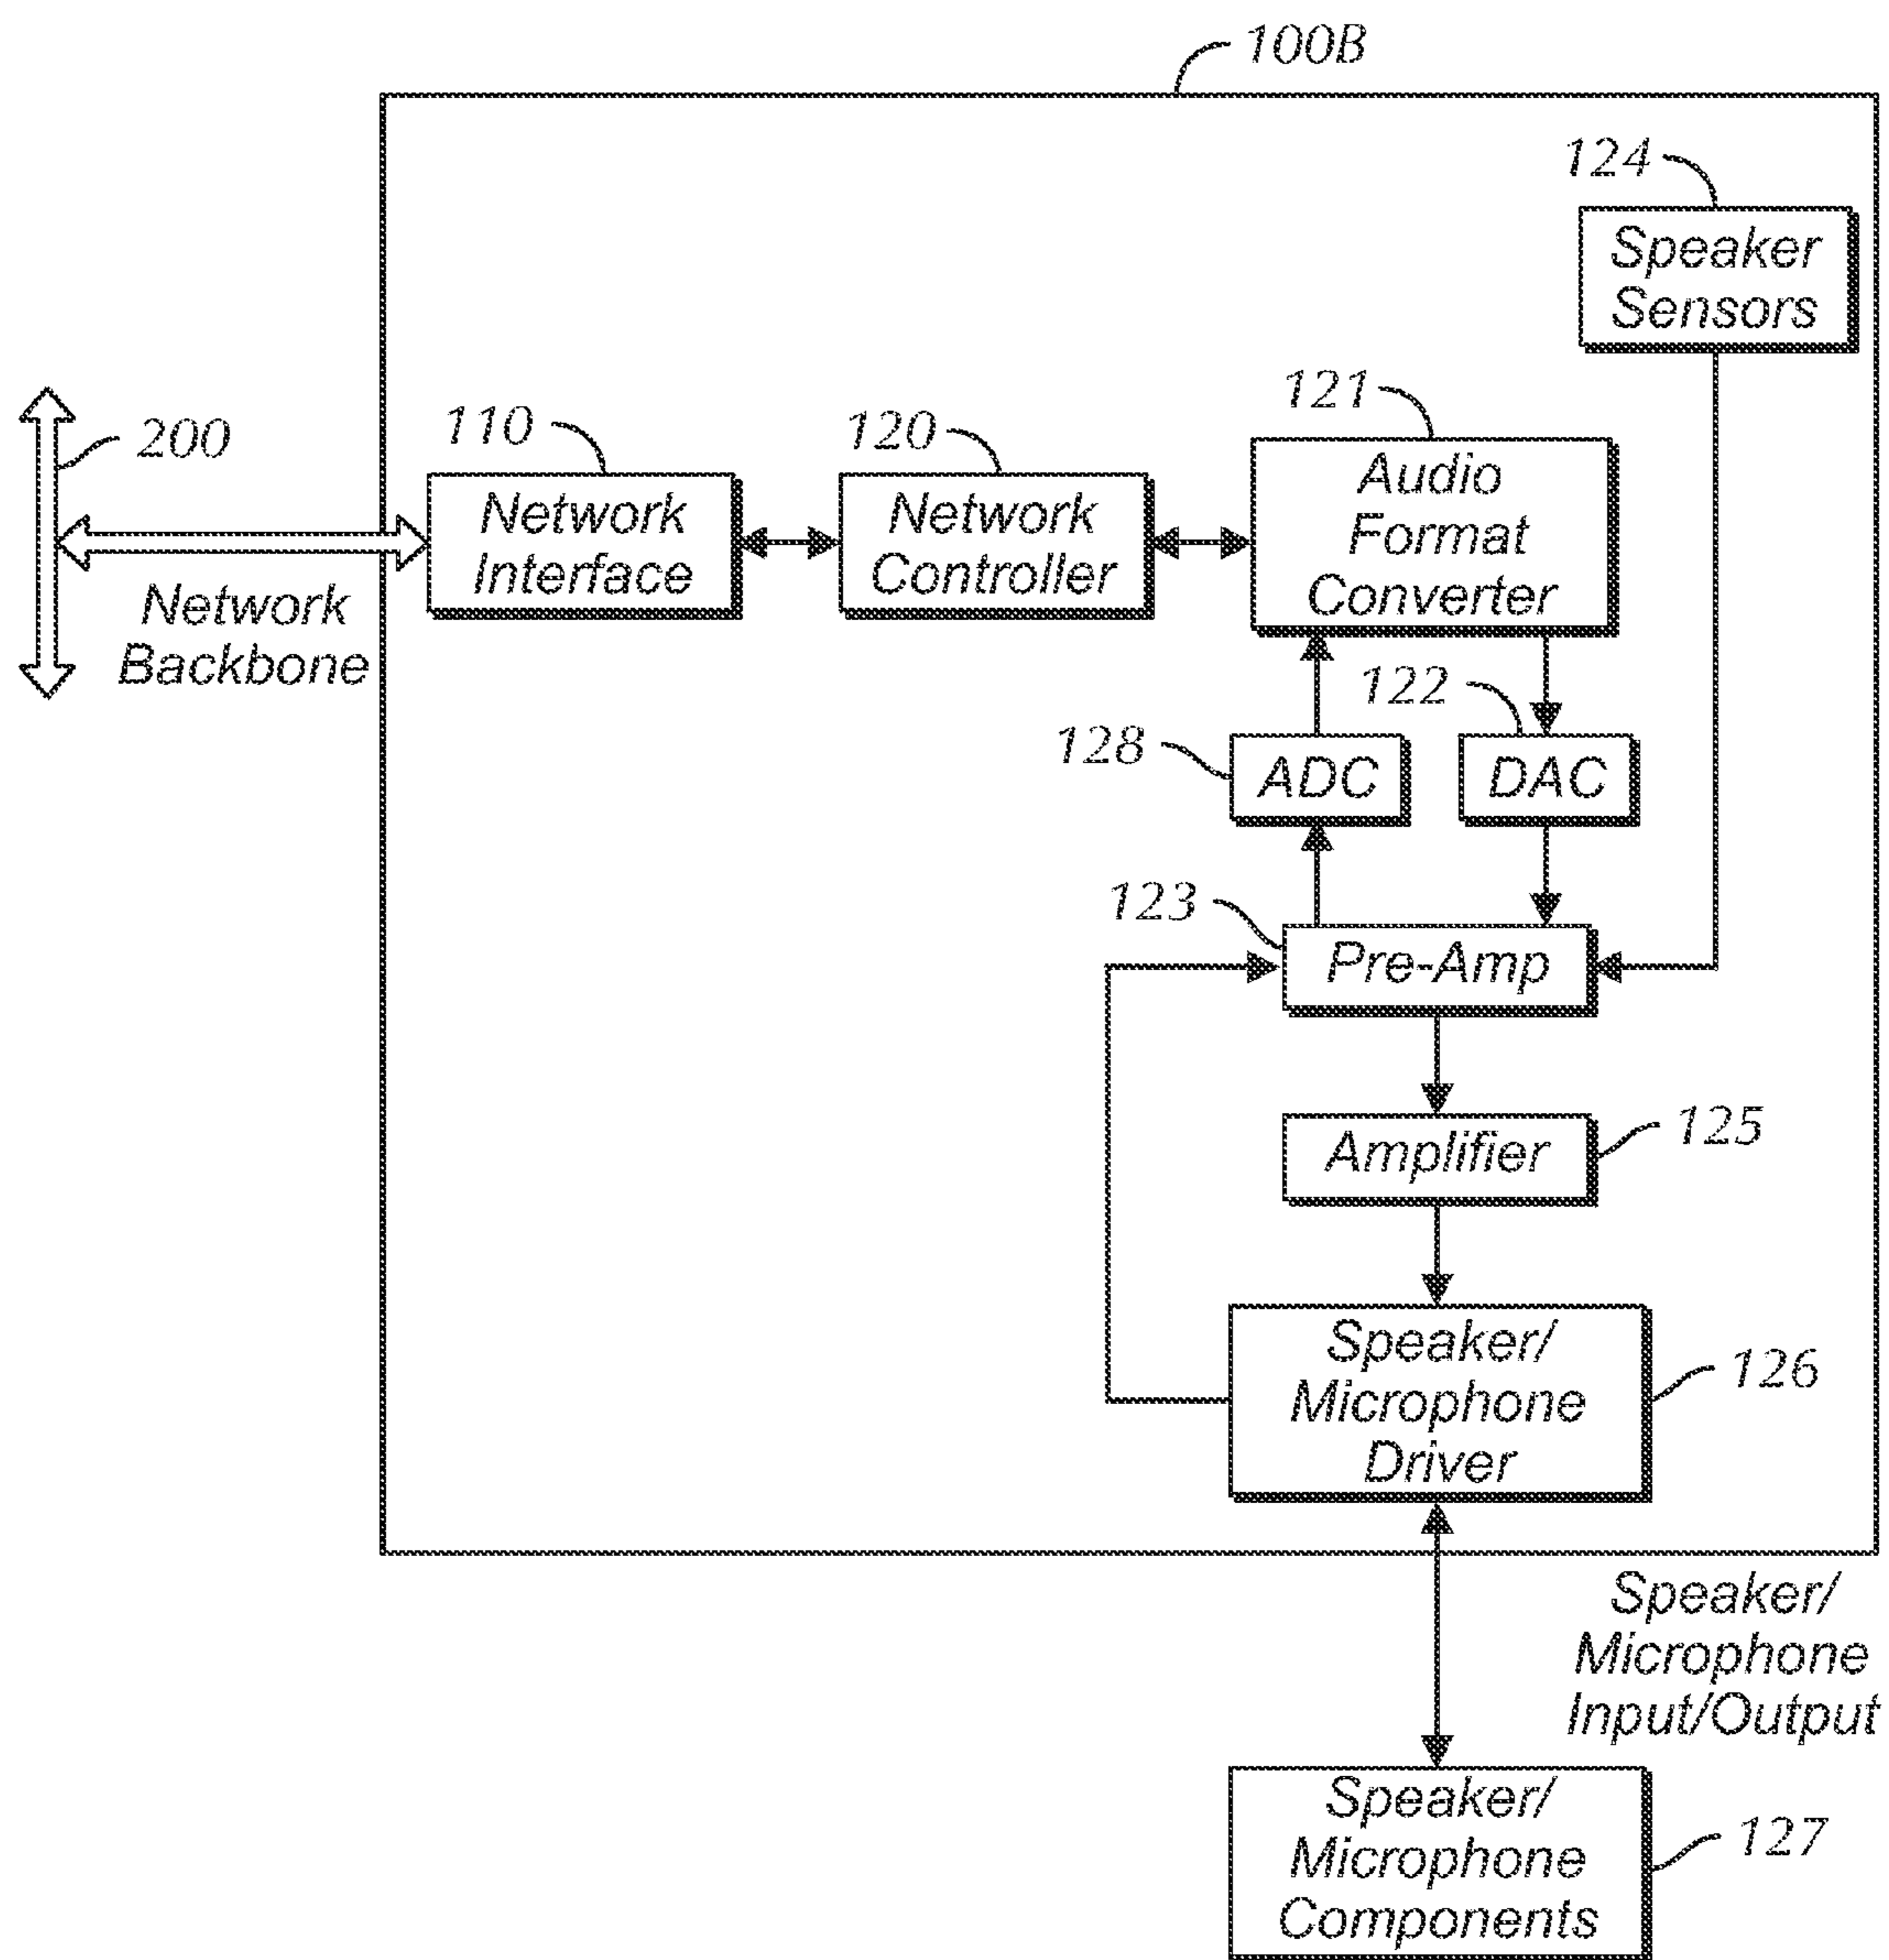 100B
124
Speaker
Sensors
121
200
110
120
Audio
Format
Converter
Network
Interface
Network
Controller
Network
Backbone
122
128
ADC
DAC
123
Pre-Amp
Amplifier
125
Speaker/
Microphone
Driver
126
Speaker/
Microphone
Input/Output
Speaker/
Microphone
Components
127